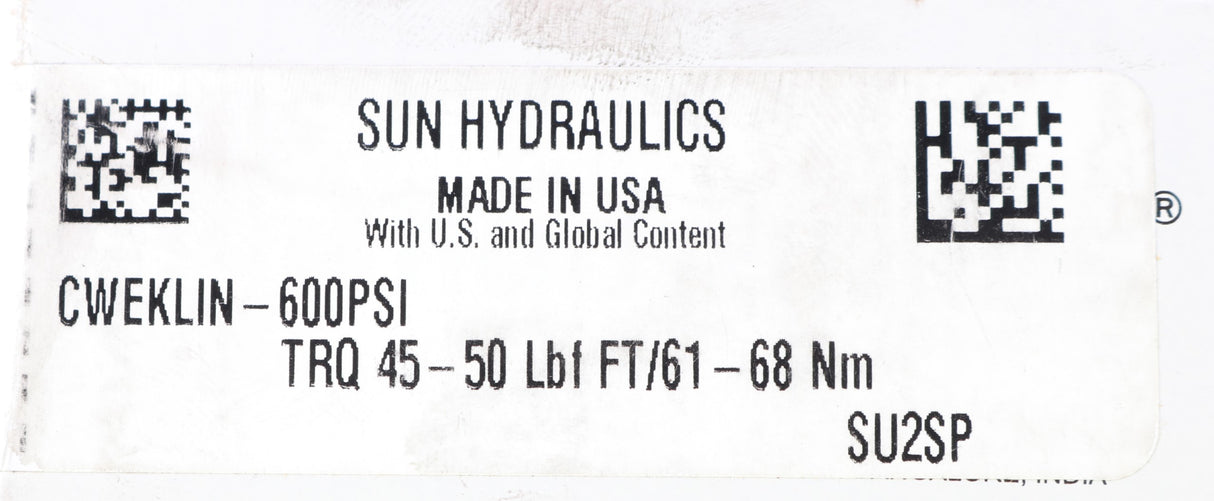 SUN HYDRAULICS
MADE IN USA
With U.S. and Global Content
®
CWEKLIN-600PSI
TRQ 45-50 Lbf FT/61-68 Nm
SU2SP
INDIA